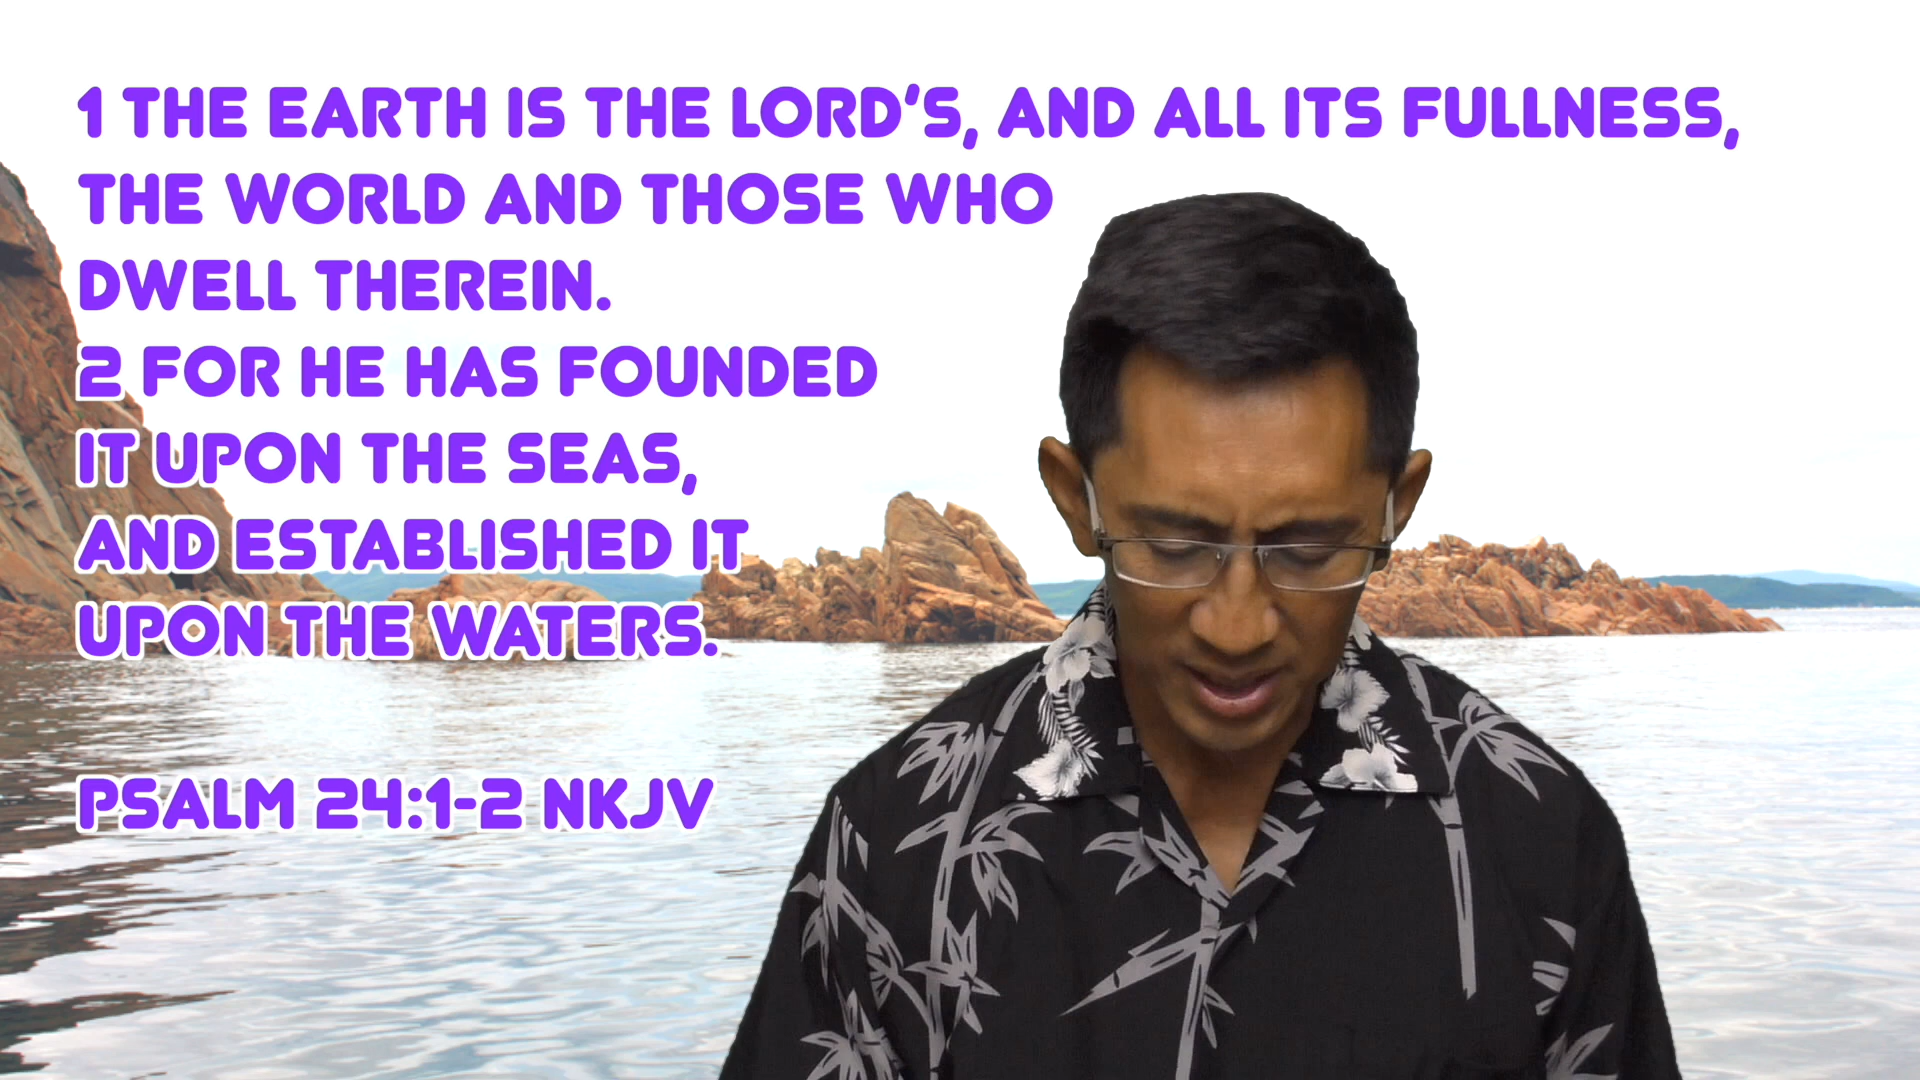 1 THE EARTH IS THE LORD'S, AND ALL ITS FULLNESS,
THE WORLD AND THOSE WHO
DWELL THEREIN.
2 FOR HE HAS FOUNDED
IT UPON THE SEAS,
AND ESTABLISHED IT
UPON THE WATERS.
PSALM 24:1-2 NKJV